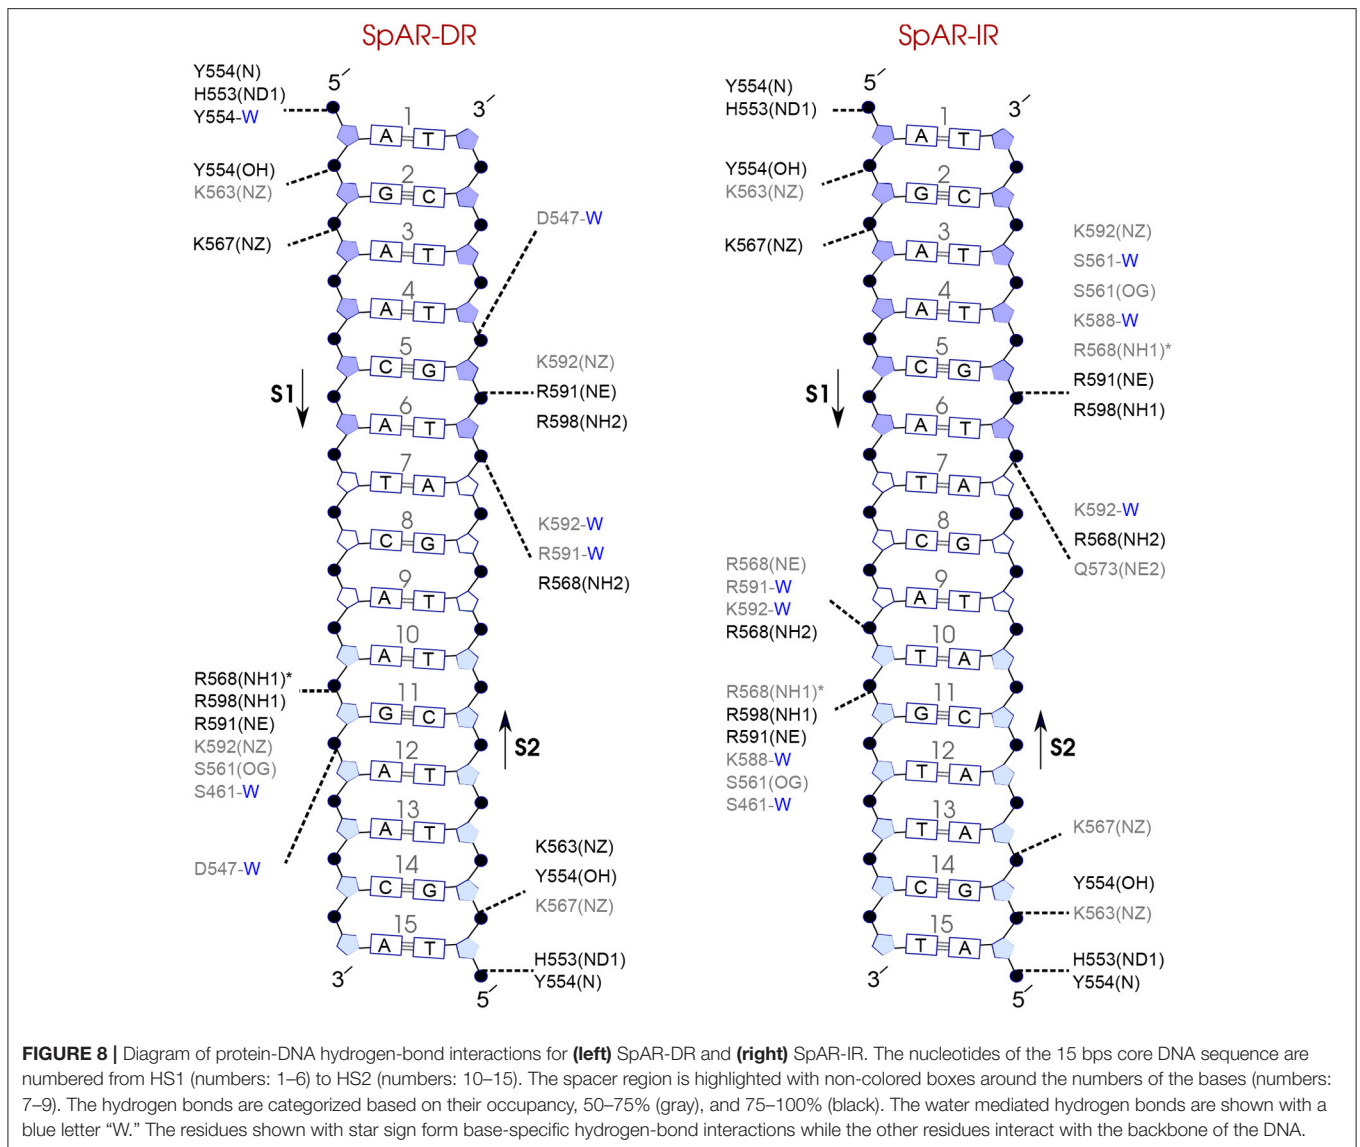 SpAR-DR
Y554(N)
H553(ND1)
Y554-W
Y554(OH)
K563(NZ)
K567(NZ)
5´
3´
1
A T
2
G C
3
A T
4
A T
5
C G
6
A T
7
T A
8
C G
9
A T
10
A T
11
G C
12
A T
13
A T
14
C G
15
A T
3´
5´
S1
S2
D547-W
K592(NZ)
R591(NE)
R598(NH2)
K592-W
R591-W
R568(NH2)
R568(NH1)*
R598(NH1)
R591(NE)
K592(NZ)
S561(OG)
S461-W
D547-W
K563(NZ)
Y554(OH)
K567(NZ)
H553(ND1)
Y554(N)
SpAR-IR
Y554(N)
H553(ND1)
Y554(OH)
K563(NZ)
K567(NZ)
5´
3´
1
A T
2
G C
3
A T
4
A T
5
C G
6
A T
7
T A
8
C G
9
A T
10
T A
11
G C
12
T A
13
T A
14
C G
15
T A
3´
5´
S1
S2
K592(NZ)
S561-W
S561(OG)
K588-W
R568(NH1)*
R591(NE)
R598(NH1)
K592-W
R568(NH2)
Q573(NE2)
R568(NE)
R591-W
K592-W
R568(NH2)
R568(NH1)*
R598(NH1)
R591(NE)
K588-W
S561(OG)
S461-W
K567(NZ)
Y554(OH)
K563(NZ)
H553(ND1)
Y554(N)
FIGURE 8 | Diagram of protein-DNA hydrogen-bond interactions for (left) SpAR-DR and (right) SpAR-IR. The nucleotides of the 15 bps core DNA sequence are
numbered from HS1 (numbers: 1–6) to HS2 (numbers: 10–15). The spacer region is highlighted with non-colored boxes around the numbers of the bases (numbers:
7–9). The hydrogen bonds are categorized based on their occupancy, 50–75% (gray), and 75–100% (black). The water mediated hydrogen bonds are shown with a
blue letter “W.” The residues shown with star sign form base-specific hydrogen-bond interactions while the other residues interact with the backbone of the DNA.